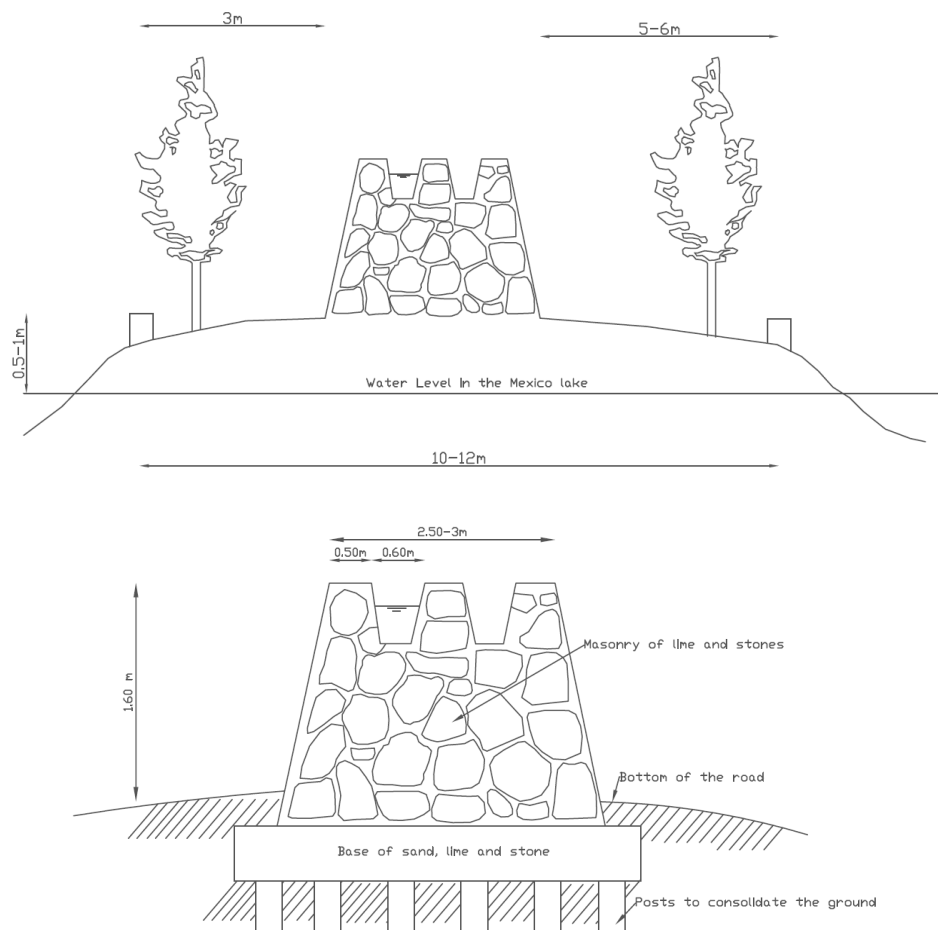 3m
5-6m
0.5-1m
Water Level In the Mexico lake
10-12m
2.50-3m
0.50m
0.60m
1.60 m
Masonry of lime and stones
Bottom of the road
Base of sand, lime and stone
Posts to consolidate the ground